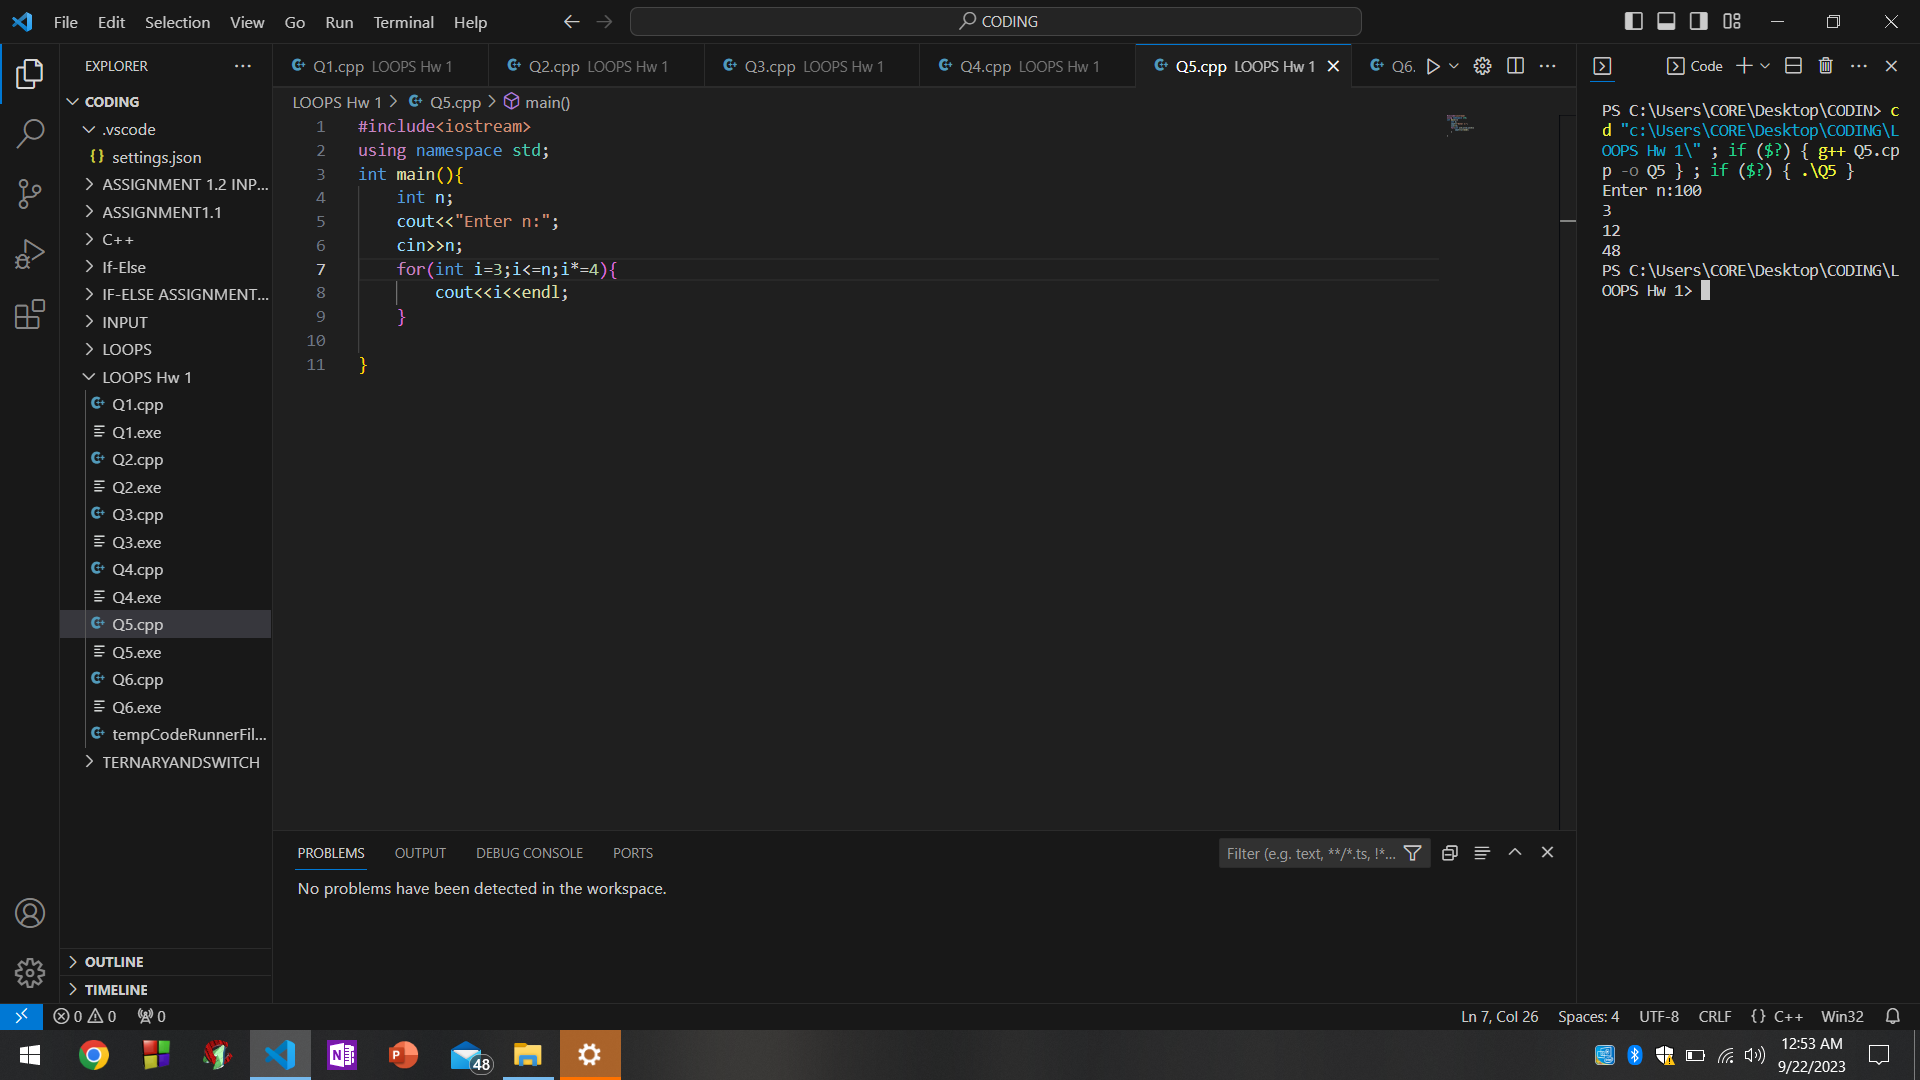 File Edit Selection View Go Run Terminal Help
CODING
EXPLORER
CODING
.vscode
settings.json
ASSIGNMENT 1.2 INP...
ASSIGNMENT1.1
C++
If-Else
IF-ELSE ASSIGNMENT...
INPUT
LOOPS
LOOPS Hw 1
Q1.cpp
Q1.exe
Q2.cpp
Q2.exe
Q3.cpp
Q3.exe
Q4.cpp
Q4.exe
Q5.cpp
Q5.exe
Q6.cpp
Q6.exe
tempCodeRunnerFil...
TERNARYANDSWITCH
OUTLINE
TIMELINE
Q1.cpp LOOPS Hw 1 Q2.cpp LOOPS Hw 1 Q3.cpp LOOPS Hw 1 Q4.cpp LOOPS Hw 1 Q5.cpp LOOPS Hw 1 Q6.
LOOPS Hw 1 > Q5.cpp > main()
1 #include<iostream>
2 using namespace std;
3 int main(){
4 int n;
5 cout<<"Enter n:";
6 cin>>n;
7 for(int i=3;i<=n;i*=4){
8 cout<<i<<endl;
9 }
10
11 }
PROBLEMS OUTPUT DEBUG CONSOLE PORTS
Filter (e.g. text, **/*.ts, !*...
No problems have been detected in the workspace.
Code
PS C:\Users\CORE\Desktop\CODIN> c
d "c:\Users\CORE\Desktop\CODING\L
OOPS Hw 1\" ; if ($?) { g++ Q5.cp
p -o Q5 } ; if ($?) { .\Q5 }
Enter n:100
3
12
48
PS C:\Users\CORE\Desktop\CODING\L
OOPS Hw 1>
0 0 0
Ln 7, Col 26 Spaces: 4 UTF-8 CRLF {} C++ Win32
48
12:53 AM
9/22/2023